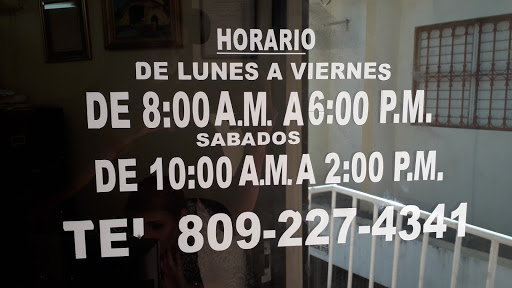 HORARIO
DE LUNES A VIERNES
DE 8:00 A.M. A 6:00 P.M.
SABADOS
DE 10:00 A.M. A 2:00 P.M.
TE' 809-227-4341